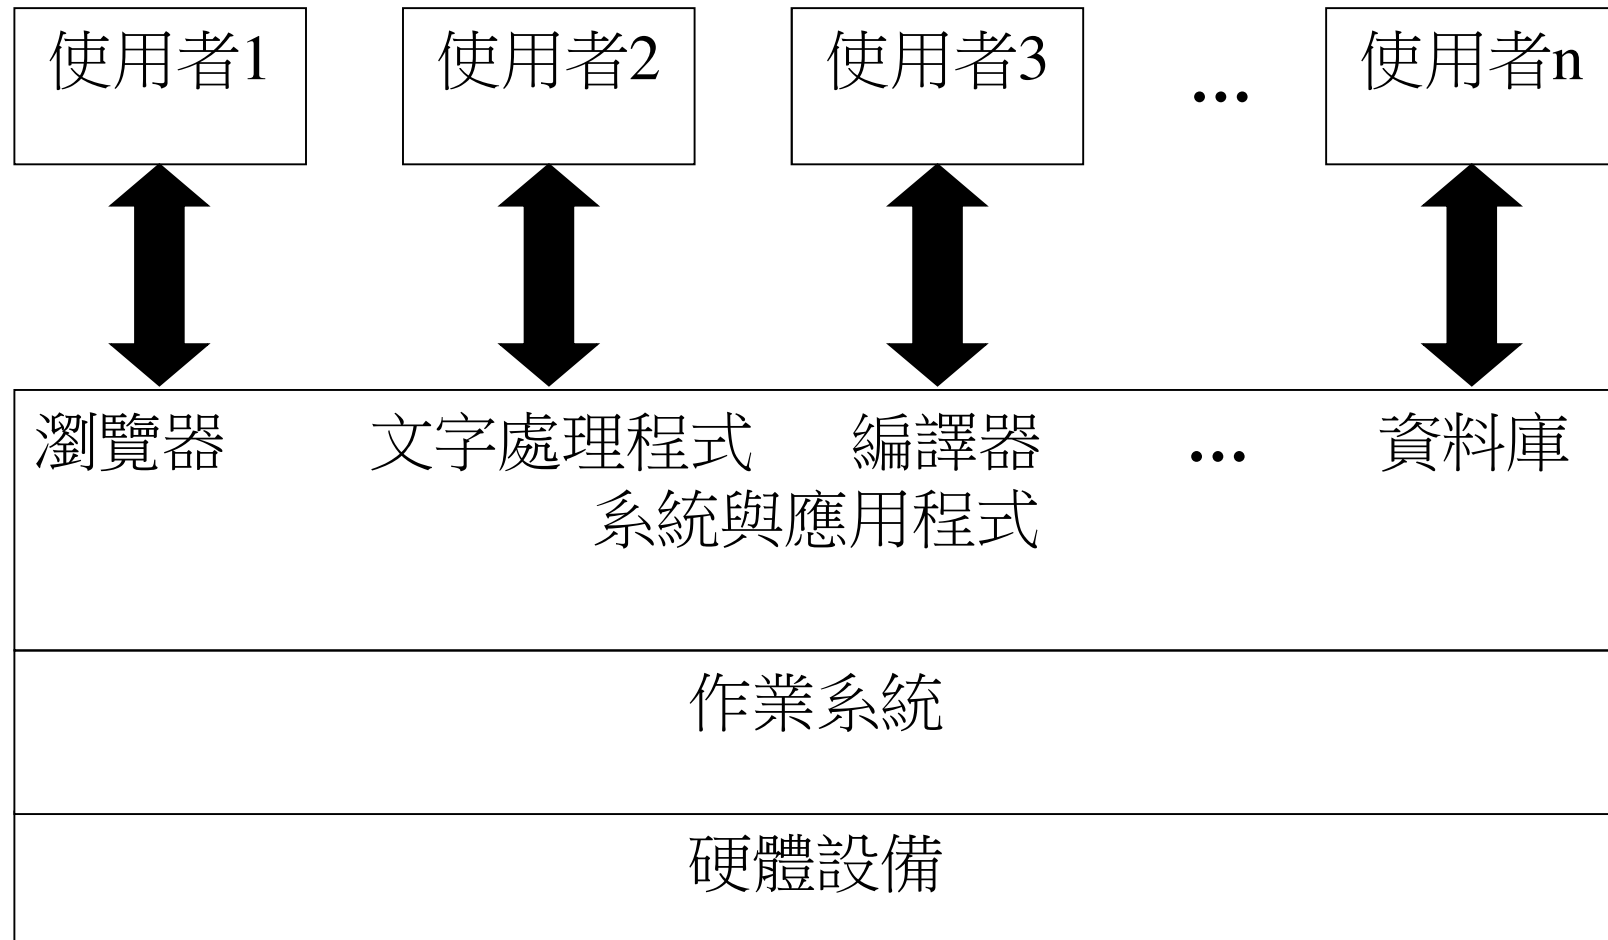 使用者1 使用者2 使用者3 ... 使用者n
瀏覽器 文字處理程式 編譯器 ... 資料庫
系統與應用程式
作業系統
硬體設備